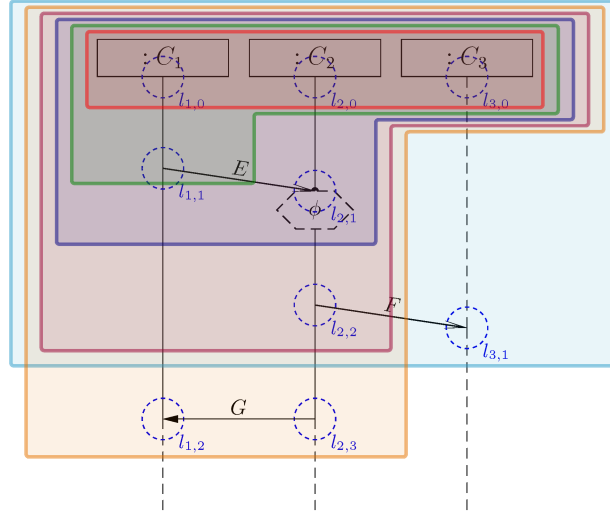 : C₁ : C₂ : C₃
l₁,₀ l₂,₀ l₃,₀
E
l₁,₁
ϕ l₂,₁
F
l₂,₂
l₃,₁
G
l₁,₂ l₂,₃